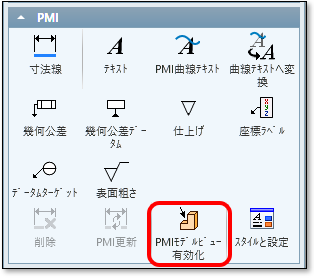 PMI
寸法線
テキスト
PMI曲線テキスト
曲線テキストへ変
換
幾何公差
幾何公差デー
タム
仕上げ
座標ラベル
データムターゲット
表面粗さ
削除
PMI更新
PMIモデルビュー
有効化
スタイルと設定